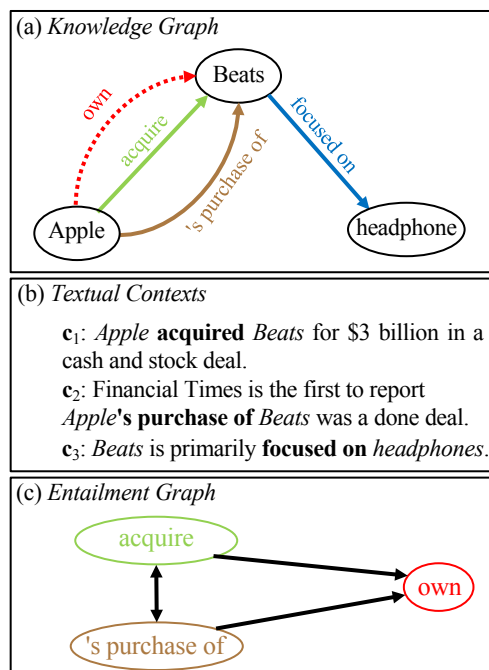 (a) Knowledge Graph
Beats
own
acquire
's purchase of
focused on
Apple
headphone
(b) Textual Contexts
c1: Apple acquired Beats for $3 billion in a
cash and stock deal.
c2: Financial Times is the first to report
Apple's purchase of Beats was a done deal.
c3: Beats is primarily focused on headphones.
(c) Entailment Graph
acquire
own
's purchase of